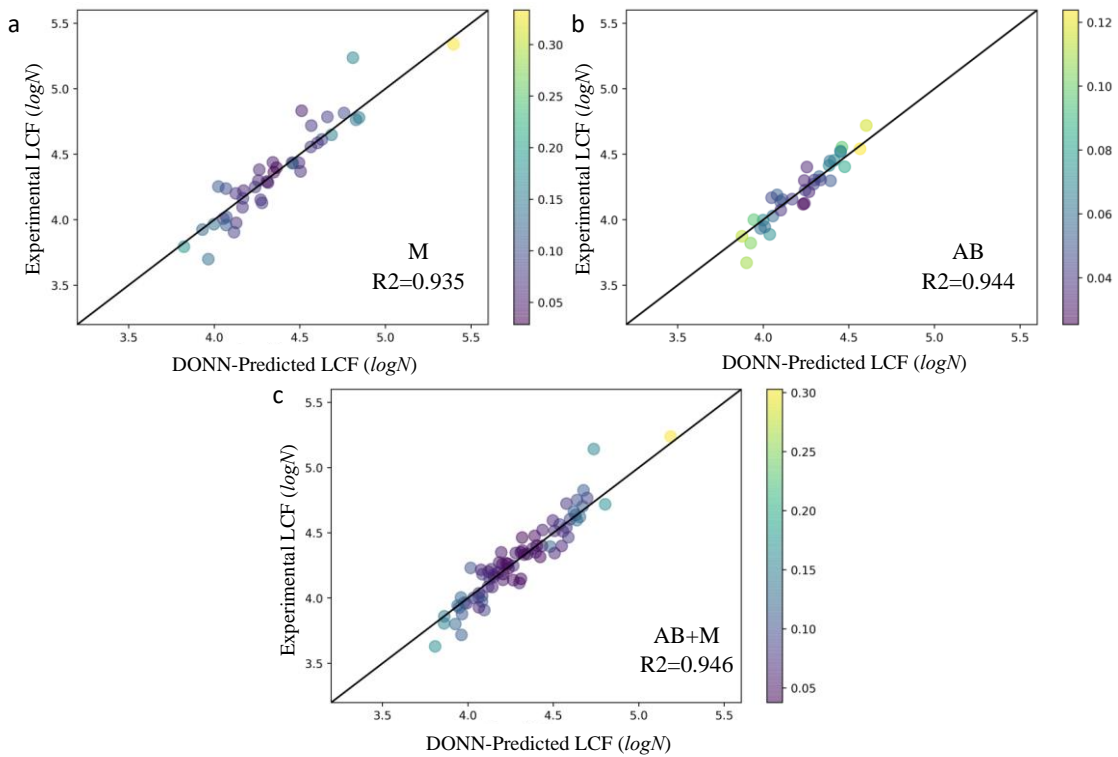 a
5.5
5.0
4.5
4.0
3.5
Experimental LCF (logN)
3.5 4.0 4.5 5.0 5.5
DONN-Predicted LCF (logN)
M
R2=0.935
0.30
0.25
0.20
0.15
0.10
0.05
b
5.5
5.0
4.5
4.0
3.5
Experimental LCF (logN)
3.5 4.0 4.5 5.0 5.5
DONN-Predicted LCF (logN)
AB
R2=0.944
0.12
0.10
0.08
0.06
0.04
c
5.5
5.0
4.5
4.0
3.5
Experimental LCF (logN)
3.5 4.0 4.5 5.0 5.5
DONN-Predicted LCF (logN)
AB+M
R2=0.946
0.30
0.25
0.20
0.15
0.10
0.05